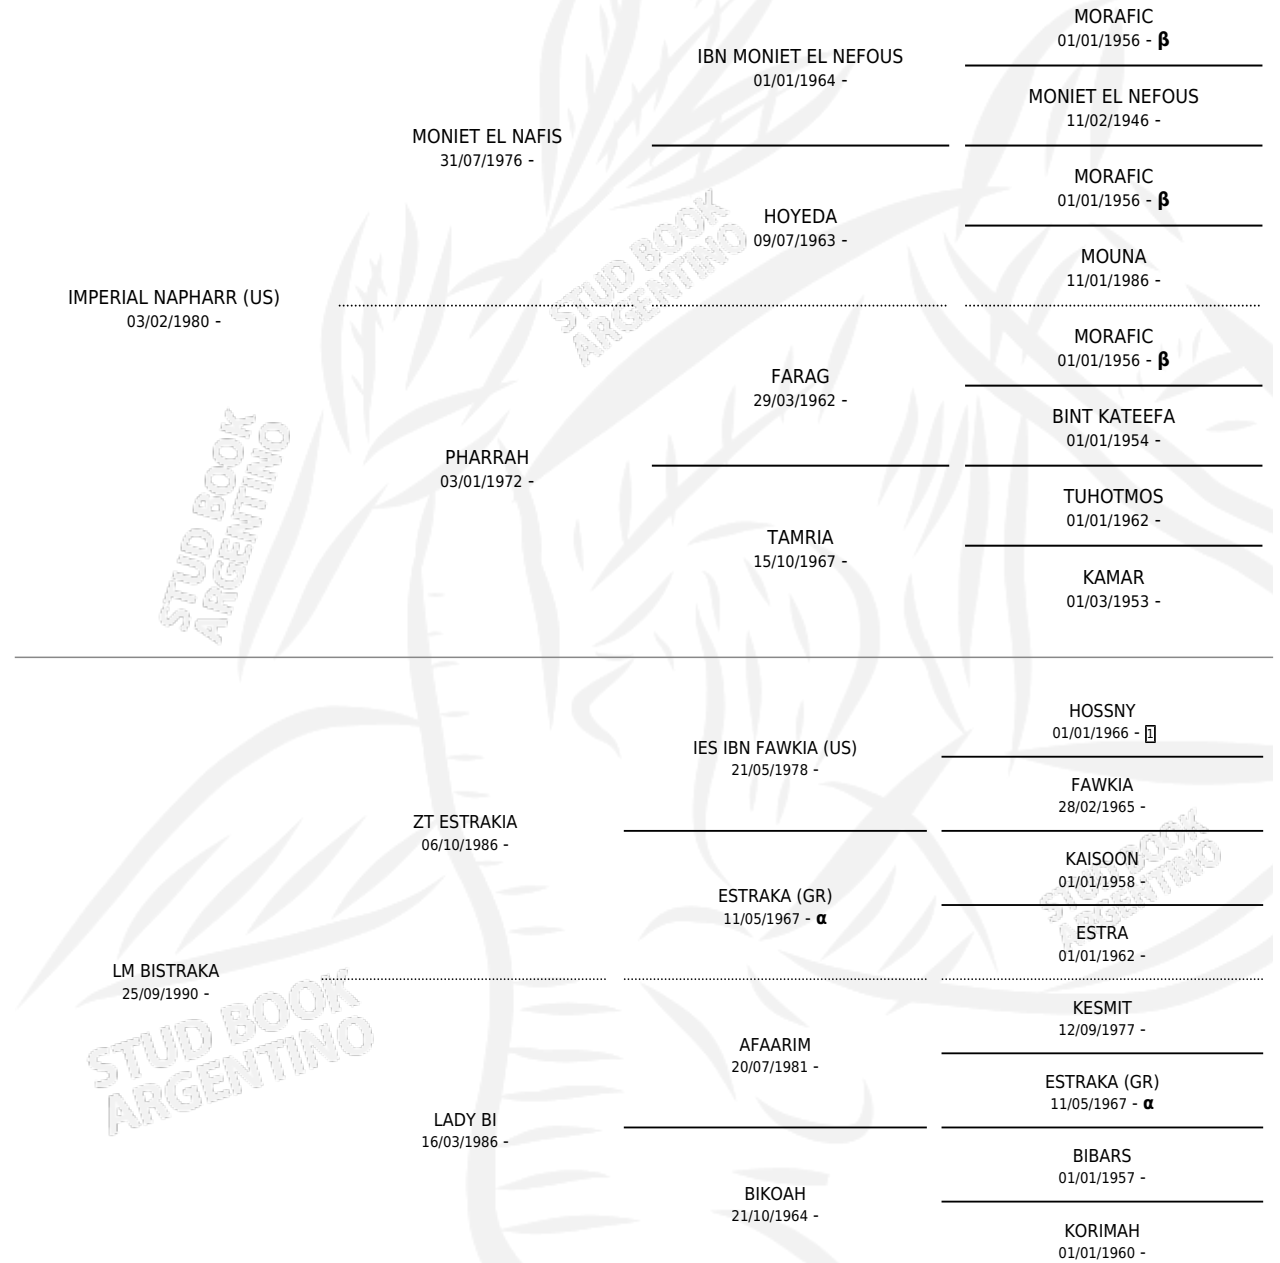 MORAFIC
01/01/1956 - β
IBN MONIET EL NEFOUS
01/01/1964 -
MONIET EL NEFOUS
11/02/1946 -
MONIET EL NAFIS
31/07/1976 -
MORAFIC
01/01/1956 - β
HOYEDA
09/07/1963 -
MOUNA
11/01/1986 -
IMPERIAL NAPHARR (US)
03/02/1980 -
MORAFIC
01/01/1956 - β
FARAG
29/03/1962 -
BINT KATEEFA
01/01/1954 -
PHARRAH
03/01/1972 -
TUHOTMOS
01/01/1962 -
TAMRIA
15/10/1967 -
KAMAR
01/03/1953 -
HOSSNY
01/01/1966 - 1
IES IBN FAWKIA (US)
21/05/1978 -
FAWKIA
28/02/1965 -
ZT ESTRAKIA
06/10/1986 -
KAISOON
01/01/1958 -
ESTRAKA (GR)
11/05/1967 - α
ESTRA
01/01/1962 -
LM BISTRAKA
25/09/1990 -
KESMIT
12/09/1977 -
AFAARIM
20/07/1981 -
ESTRAKA (GR)
11/05/1967 - α
LADY BI
16/03/1986 -
BIBARS
01/01/1957 -
BIKOAH
21/10/1964 -
KORIMAH
01/01/1960 -
STUD BOOK
ARGENTINO
STUD BOOK
ARGENTINO
STUD BOOK
ARGENTINO
STUD BOOK
ARGENTINO